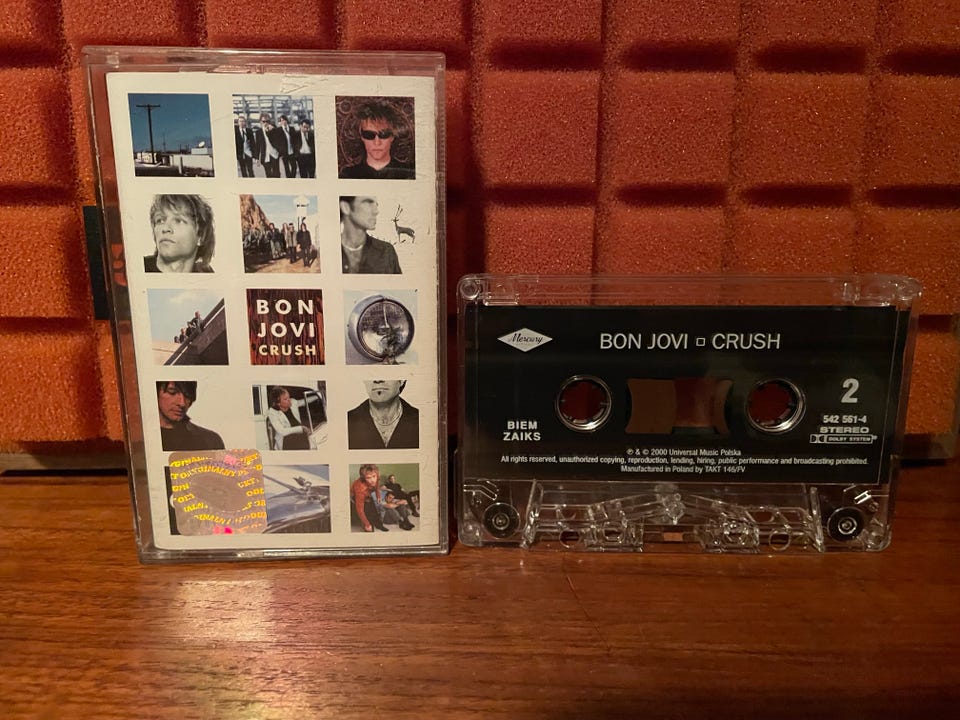 BON
JOVI
CRUSH
Mercury
BON JOVI ▫ CRUSH
2
BIEM
ZAIKS
542 561-4
STEREO
DOLBY SYSTEM
℗ & © 2000 Universal Music Polska
All rights reserved, unauthorized copying, reproduction, lending, hiring, public performance and broadcasting prohibited.
Manufactured in Poland by TAKT 146/FV